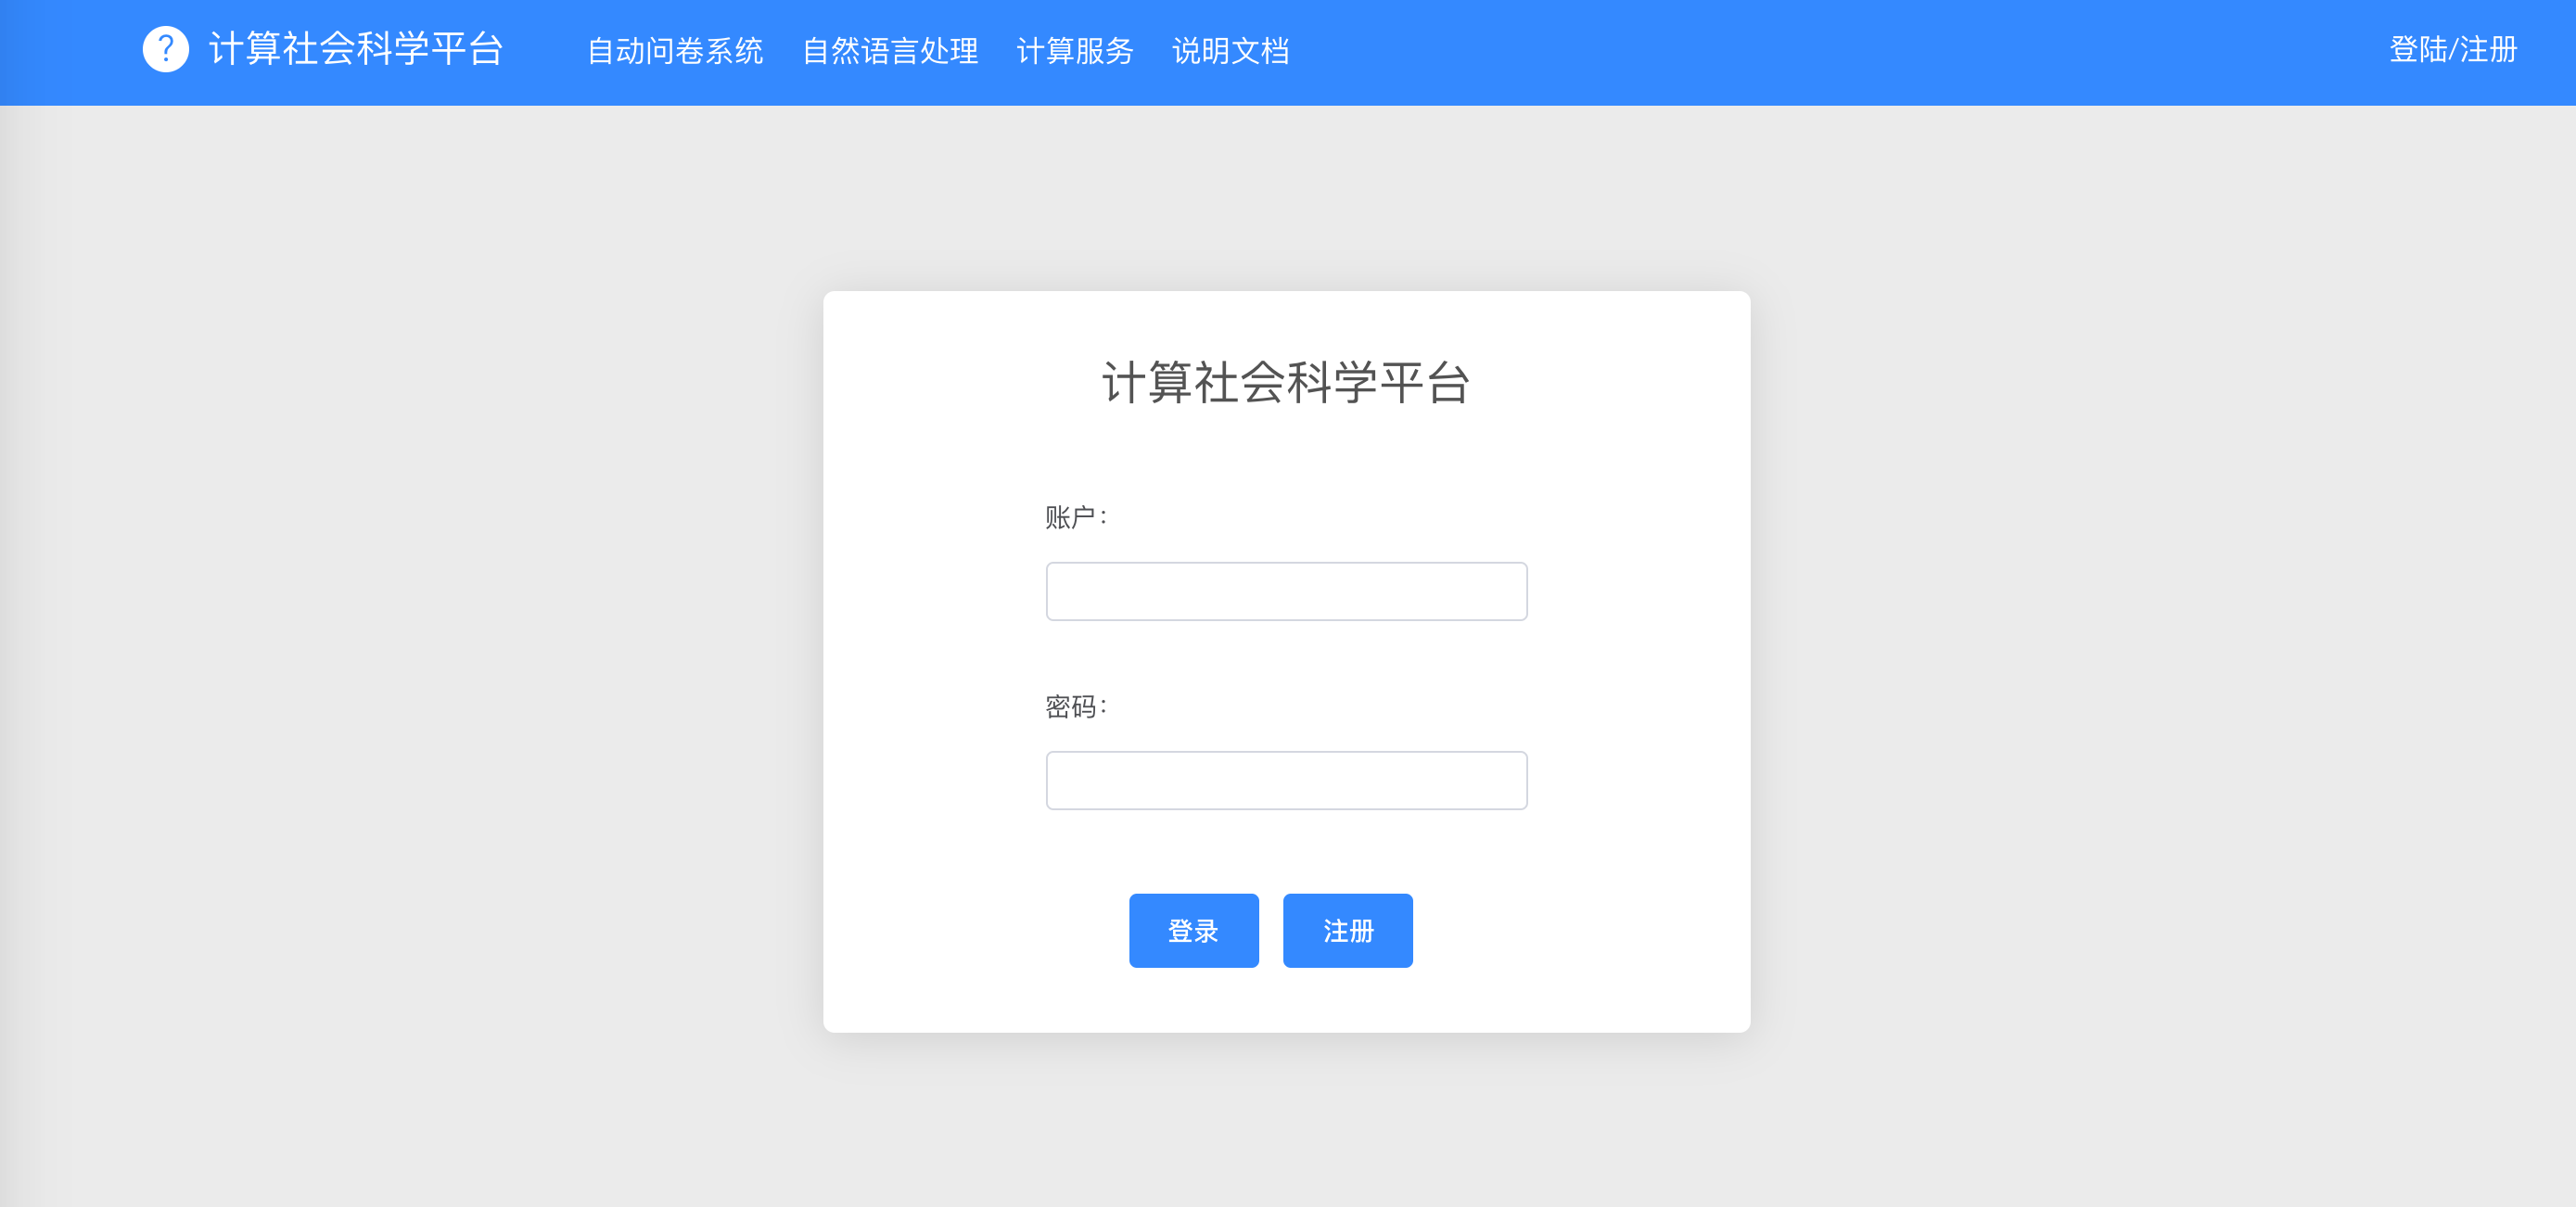 ? 计算社会科学平台 自动问卷系统 自然语言处理 计算服务 说明文档 登陆/注册
计算社会科学平台
账户：
密码：
登录 注册